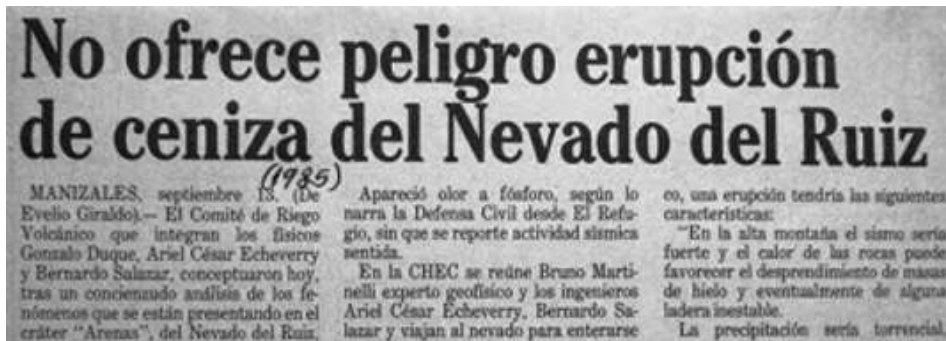 No ofrece peligro erupción
de ceniza del Nevado del Ruiz
(1985)
MANIZALES, septiembre 13. (De
Evelio Giraldo).— El Comité de Riego
Volcánico que integran los físicos
Gonzalo Duque, Ariel César Echeverry
y Bernardo Salazar, conceptuaron hoy,
tras un concienzudo análisis de los fe-
nómenos que se están presentando en el
cráter "Arenas", del Nevado del Ruiz,
Apareció olor a fósforo, según lo
narra la Defensa Civil desde El Refu-
gio, sin que se reporte actividad sísmica
sentida.
En la CHEC se reúne Bruno Marti-
nelli experto geofísico y los ingenieros
Ariel César Echeverry, Bernardo Sa-
lazar y viajan al nevado para enterarse
co, una erupción tendría las siguientes
características:
"En la alta montaña el sismo sería
fuerte y el calor de las rocas puede
favorecer el desprendimiento de masas
de hielo y eventualmente de alguna
ladera inestable.
La precipitación sería torrencial,